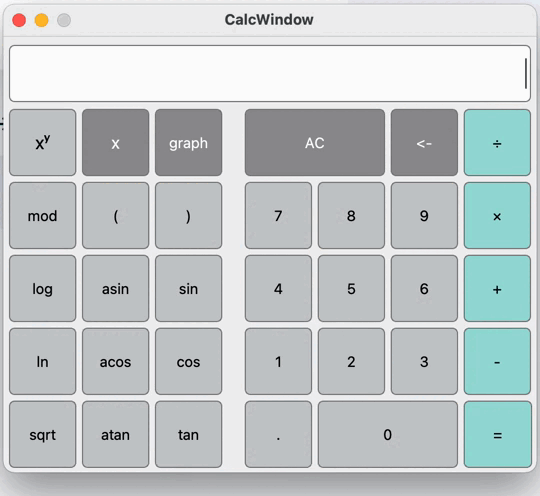 CalcWindow
xʸ x graph AC <- ÷
mod ( ) 7 8 9 ×
log asin sin 4 5 6 +
ln acos cos 1 2 3 -
sqrt atan tan . 0 =